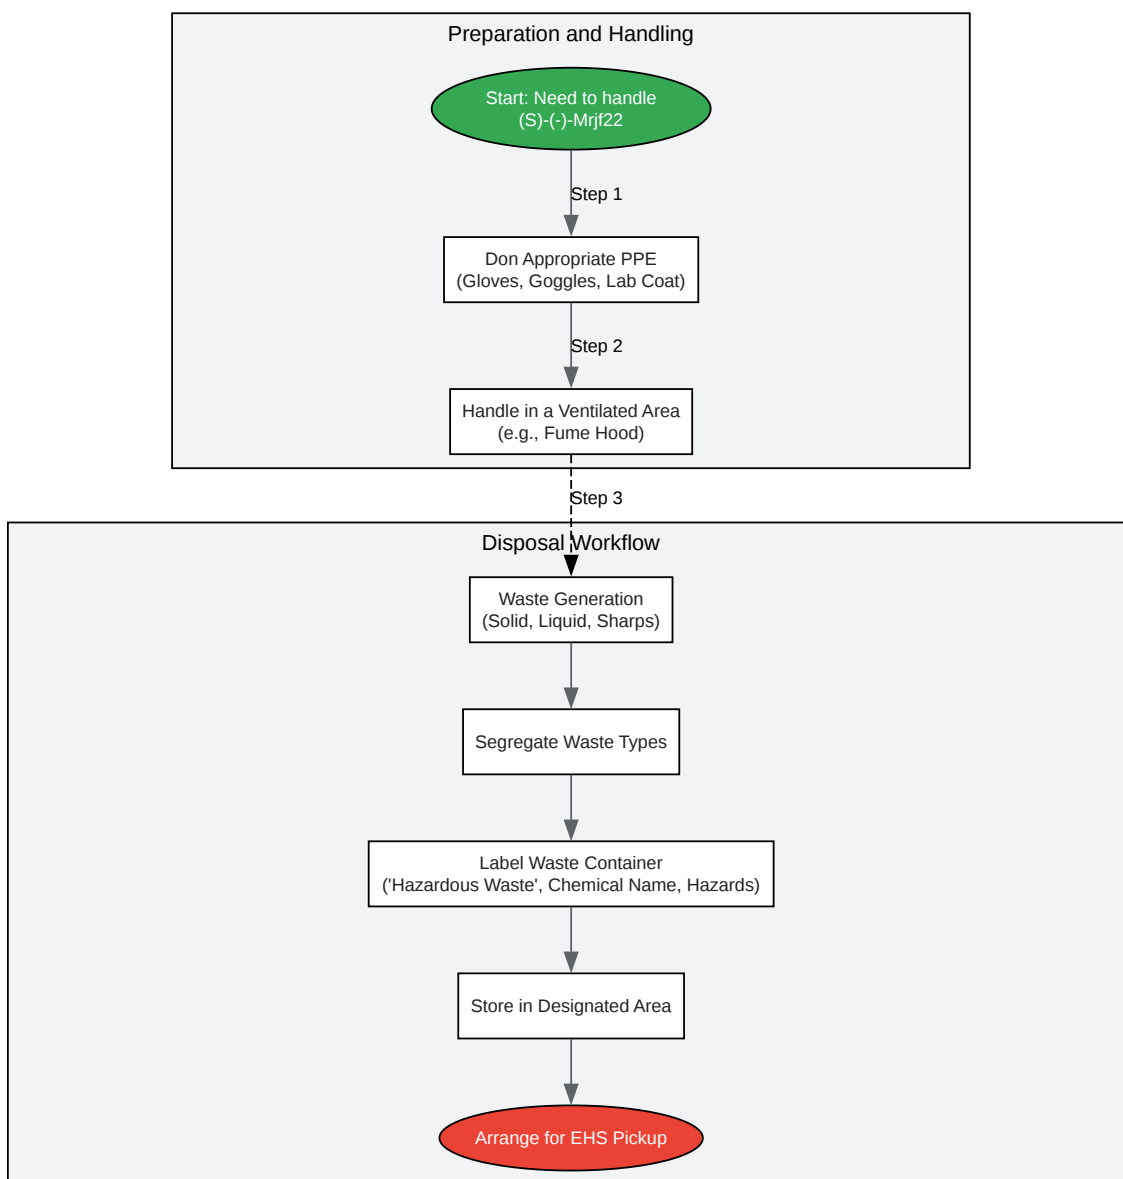 Preparation and Handling
Start: Need to handle
(S)-(-)-Mrjf22
Step 1
Don Appropriate PPE
(Gloves, Goggles, Lab Coat)
Step 2
Handle in a Ventilated Area
(e.g., Fume Hood)
Step 3
Disposal Workflow
Waste Generation
(Solid, Liquid, Sharps)
Segregate Waste Types
Label Waste Container
('Hazardous Waste', Chemical Name, Hazards)
Store in Designated Area
Arrange for EHS Pickup